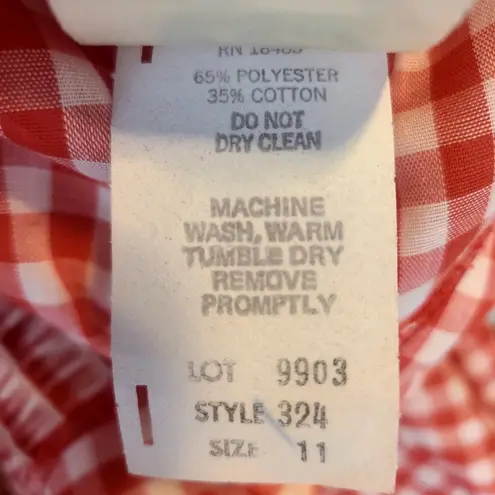 RN
65% POLYESTER
35% COTTON
DO NOT
DRY CLEAN
MACHINE
WASH, WARM
TUMBLE DRY
REMOVE
PROMPTLY
LOT 9903
STYLE 324
SIZE 11